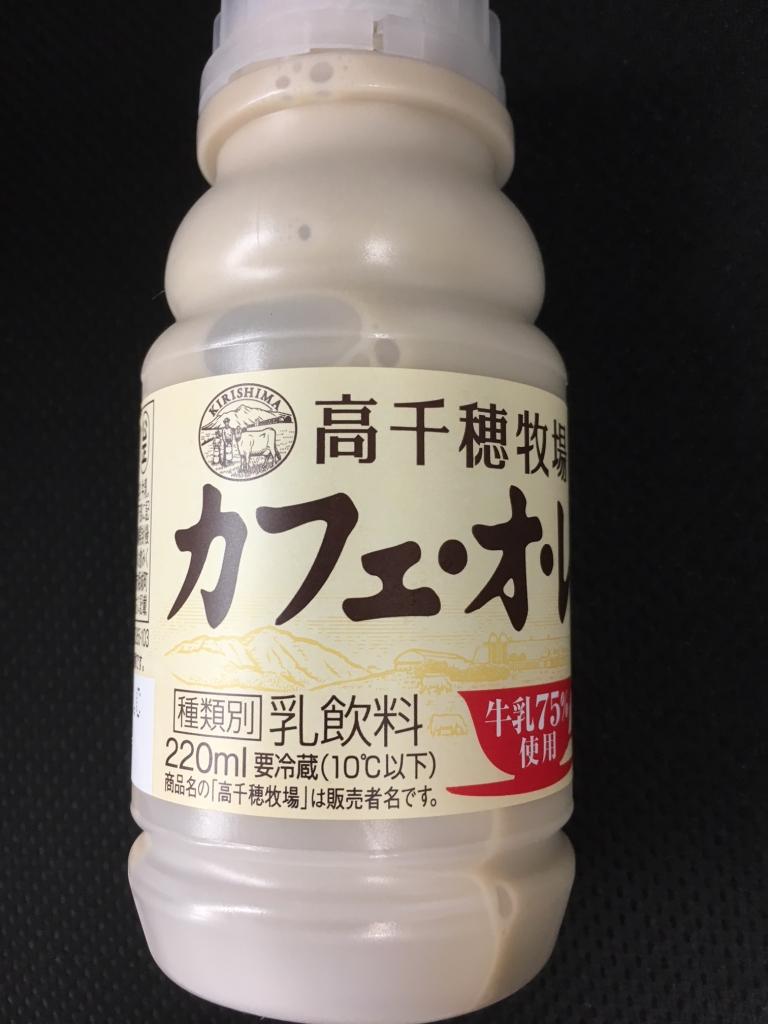 KIRISHIMA
高千穂牧場
カフェ・オ・レ
種類別 乳飲料
220ml 要冷蔵(10℃以下)
商品名の「高千穂牧場」は販売者名です。
牛乳75%
使用